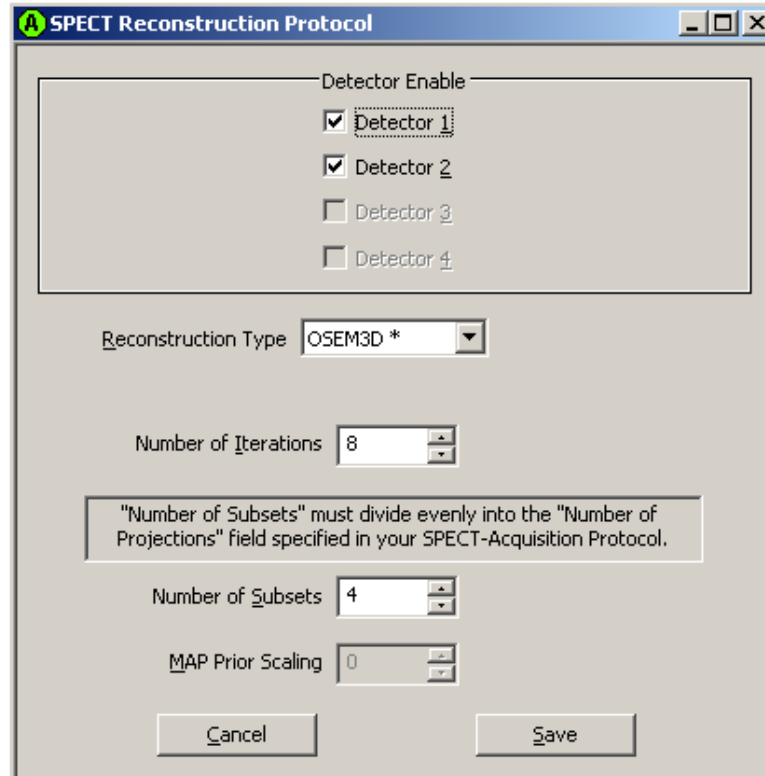 SPECT Reconstruction Protocol
Detector Enable
Detector 1
Detector 2
Detector 3
Detector 4
Reconstruction Type OSEM3D *
Number of Iterations 8
"Number of Subsets" must divide evenly into the "Number of
Projections" field specified in your SPECT-Acquisition Protocol.
Number of Subsets 4
MAP Prior Scaling 0
Cancel Save